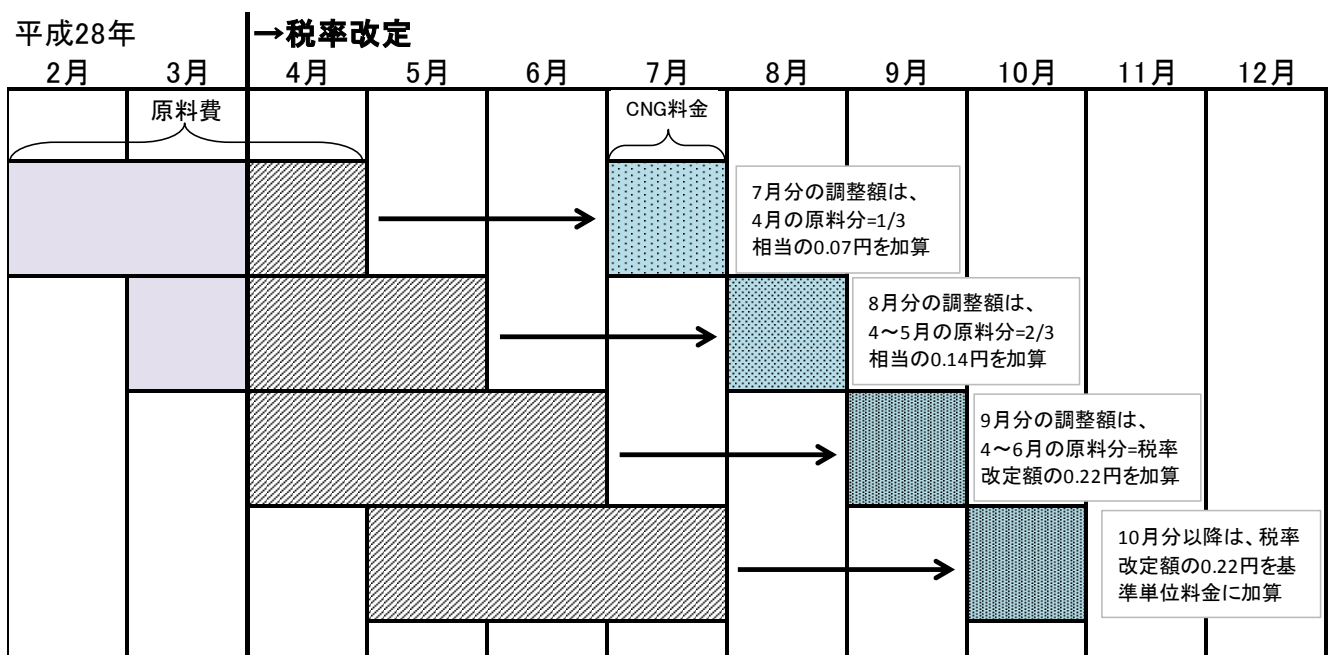 平成28年
→税率改定
2月 3月 4月 5月 6月 7月 8月 9月 10月 11月 12月
原料費
CNG料金
7月分の調整額は、
4月の原料分=1/3
相当の0.07円を加算
8月分の調整額は、
4～5月の原料分=2/3
相当の0.14円を加算
9月分の調整額は、
4～6月の原料分=税率
改定額の0.22円を加算
10月分以降は、税率
改定額の0.22円を基
準単位料金に加算